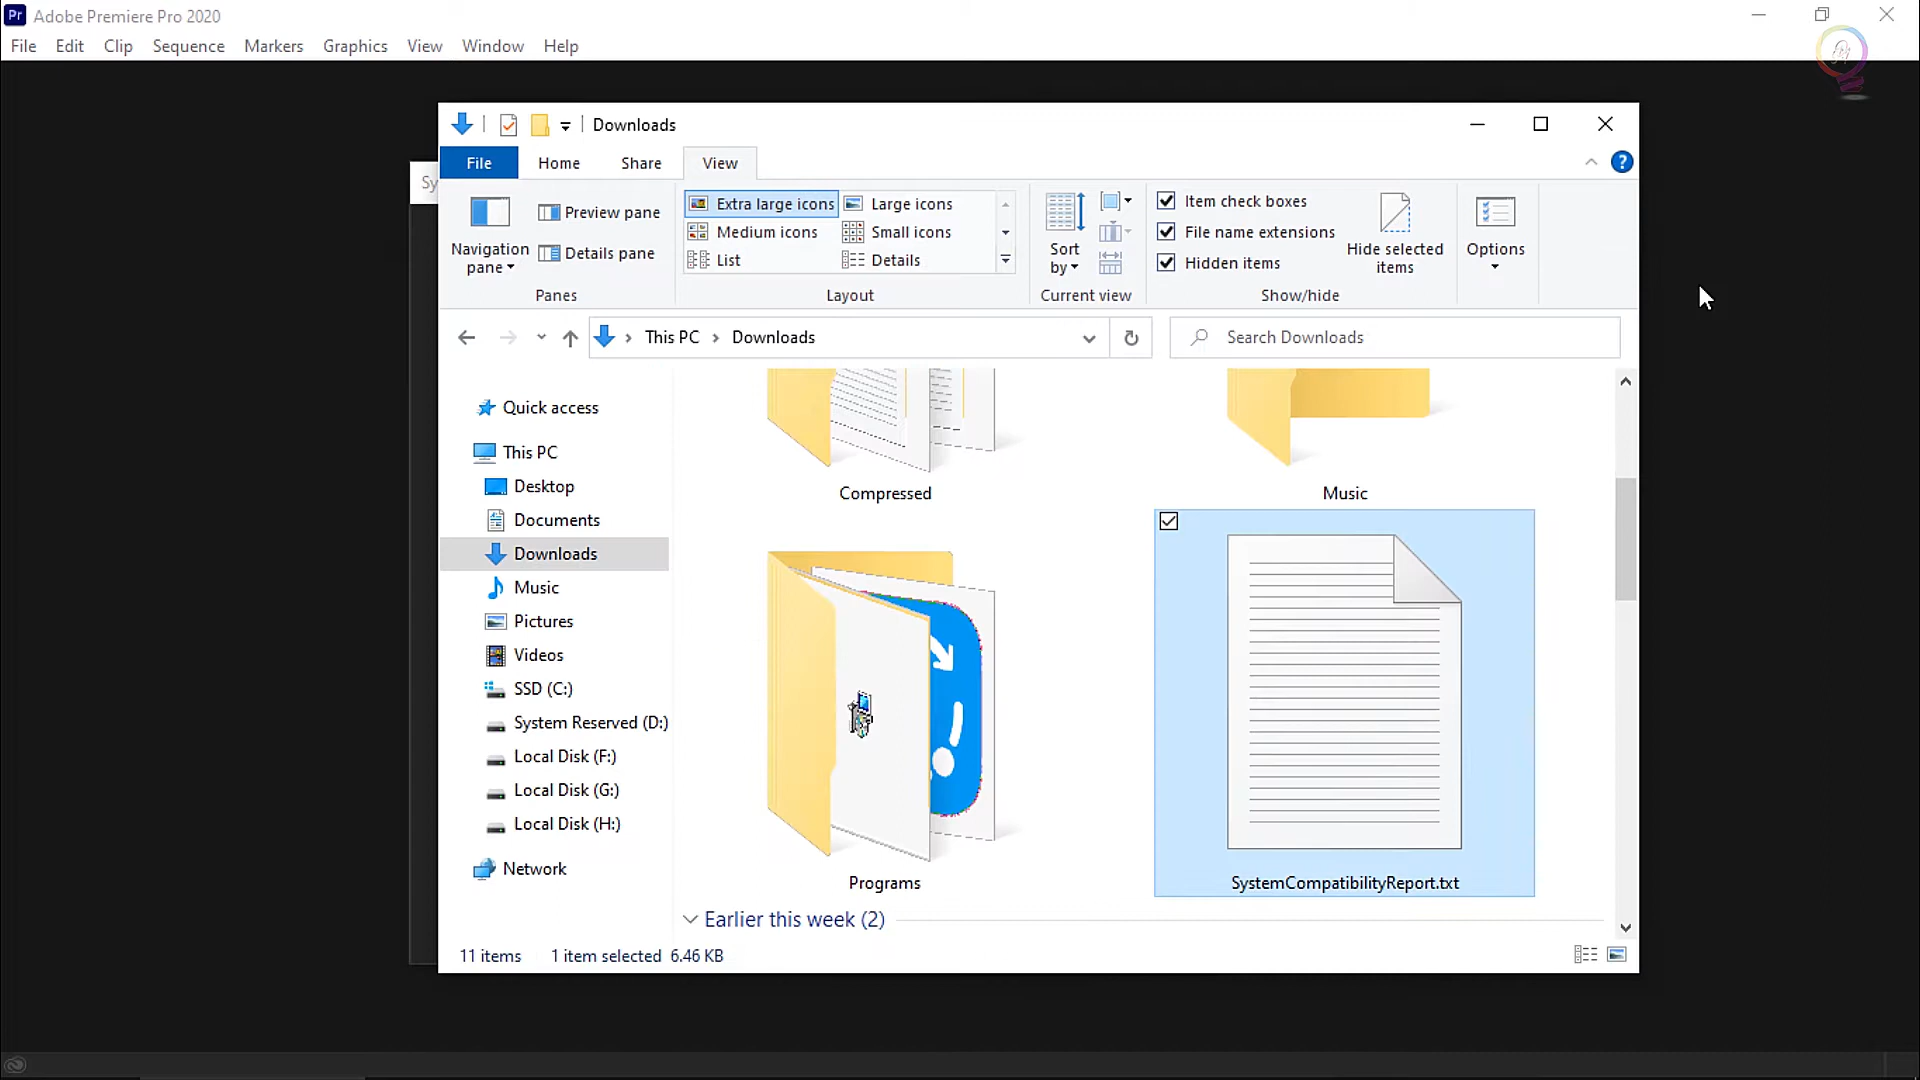 Pr Adobe Premiere Pro 2020
File Edit Clip Sequence Markers Graphics View Window Help
Downloads
File Home Share View
Sy
Navigation pane
Preview pane
Details pane
Panes
Extra large icons Large icons
Medium icons Small icons
List Details
Layout
Sort by
Current view
Item check boxes
File name extensions
Hidden items
Hide selected items
Show/hide
Options
This PC Downloads
Search Downloads
Quick access
This PC
Desktop
Documents
Downloads
Music
Pictures
Videos
SSD (C:)
System Reserved (D:)
Local Disk (F:)
Local Disk (G:)
Local Disk (H:)
Network
Compressed
Music
Programs
SystemCompatibilityReport.txt
Earlier this week (2)
11 items 1 item selected 6.46 KB